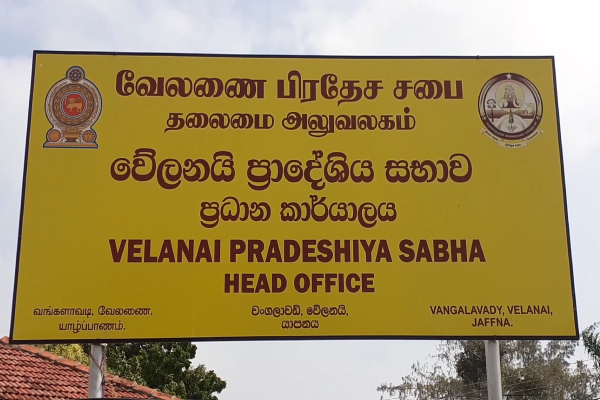 வேலணை பிரதேச சபை
தலைமை அலுவலகம்
වේලනයි ප්‍රාදේශීය සභාව
ප්‍රධාන කාර්යාලය
VELANAI PRADESHIYA SABHA
HEAD OFFICE
வங்களாவடி, வேலணை,
யாழ்ப்பாணம்.
වංගලාවඩි, වේලනයි,
යාපනය
VANGALAVADY, VELANAI,
JAFFNA.